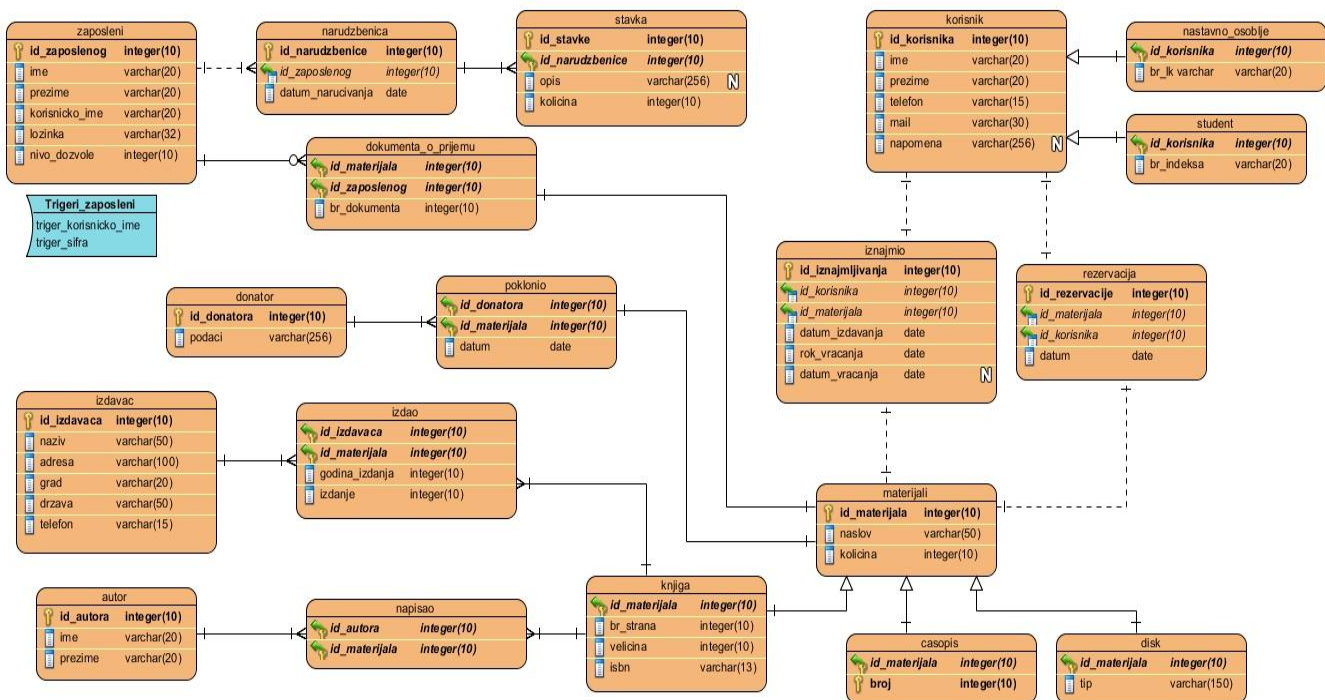 zaposleni
id_zaposlenog integer(10)
ime varchar(20)
prezime varchar(20)
korisnicko_ime varchar(20)
lozinka varchar(32)
nivo_dozvole integer(10)
narudzbenica
id_narudzbenice integer(10)
id_zaposlenog integer(10)
datum_narucivanja date
stavka
id_stavke integer(10)
id_narudzbenice integer(10)
opis varchar(256) N
kolicina integer(10)
korisnik
id_korisnika integer(10)
ime varchar(20)
prezime varchar(20)
telefon varchar(15)
mail varchar(30)
napomena varchar(256) N
nastavno_osoblje
id_korisnika integer(10)
br_lk varchar varchar(20)
student
id_korisnika integer(10)
br_indeksa varchar(20)
dokumenta_o_prijemu
id_materijala integer(10)
id_zaposlenog integer(10)
br_dokumenta integer(10)
Trigeri_zaposleni
triger_korisnicko_ime
triger_sifra
iznajmio
id_iznajmljivanja integer(10)
id_korisnika integer(10)
id_materijala integer(10)
datum_izdavanja date
rok_vracanja date
datum_vracanja date N
rezervacija
id_rezervacije integer(10)
id_materijala integer(10)
id_korisnika integer(10)
datum date
donator
id_donatora integer(10)
podaci varchar(256)
poklonio
id_donatora integer(10)
id_materijala integer(10)
datum date
izdavac
id_izdavaca integer(10)
naziv varchar(50)
adresa varchar(100)
grad varchar(20)
drzava varchar(50)
telefon varchar(15)
izdao
id_izdavaca integer(10)
id_materijala integer(10)
godina_izdanja integer(10)
izdanje integer(10)
materijali
id_materijala integer(10)
naslov varchar(50)
kolicina integer(10)
autor
id_autora integer(10)
ime varchar(20)
prezime varchar(20)
napisao
id_autora integer(10)
id_materijala integer(10)
knjiga
id_materijala integer(10)
br_strana integer(10)
velicina integer(10)
isbn varchar(13)
casopis
id_materijala integer(10)
broj integer(10)
disk
id_materijala integer(10)
tip varchar(150)